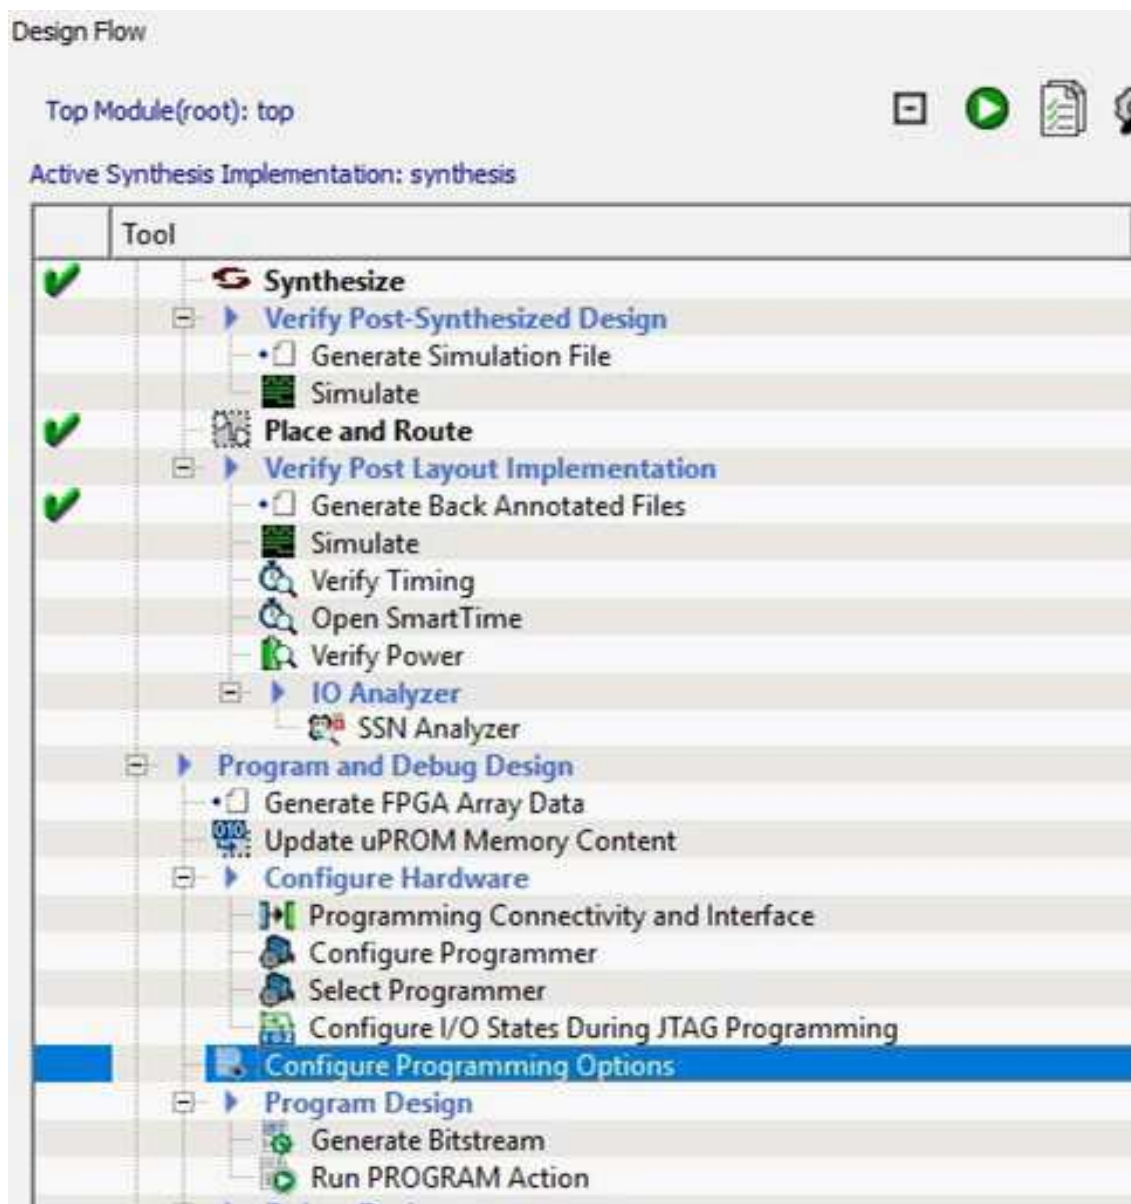 Design Flow
Top Module(root): top
Active Synthesis Implementation: synthesis
Tool
Synthesize
Verify Post-Synthesized Design
Generate Simulation File
Simulate
Place and Route
Verify Post Layout Implementation
Generate Back Annotated Files
Simulate
Verify Timing
Open SmartTime
Verify Power
IO Analyzer
SSN Analyzer
Program and Debug Design
Generate FPGA Array Data
Update uPROM Memory Content
Configure Hardware
Programming Connectivity and Interface
Configure Programmer
Select Programmer
Configure I/O States During JTAG Programming
Configure Programming Options
Program Design
Generate Bitstream
Run PROGRAM Action